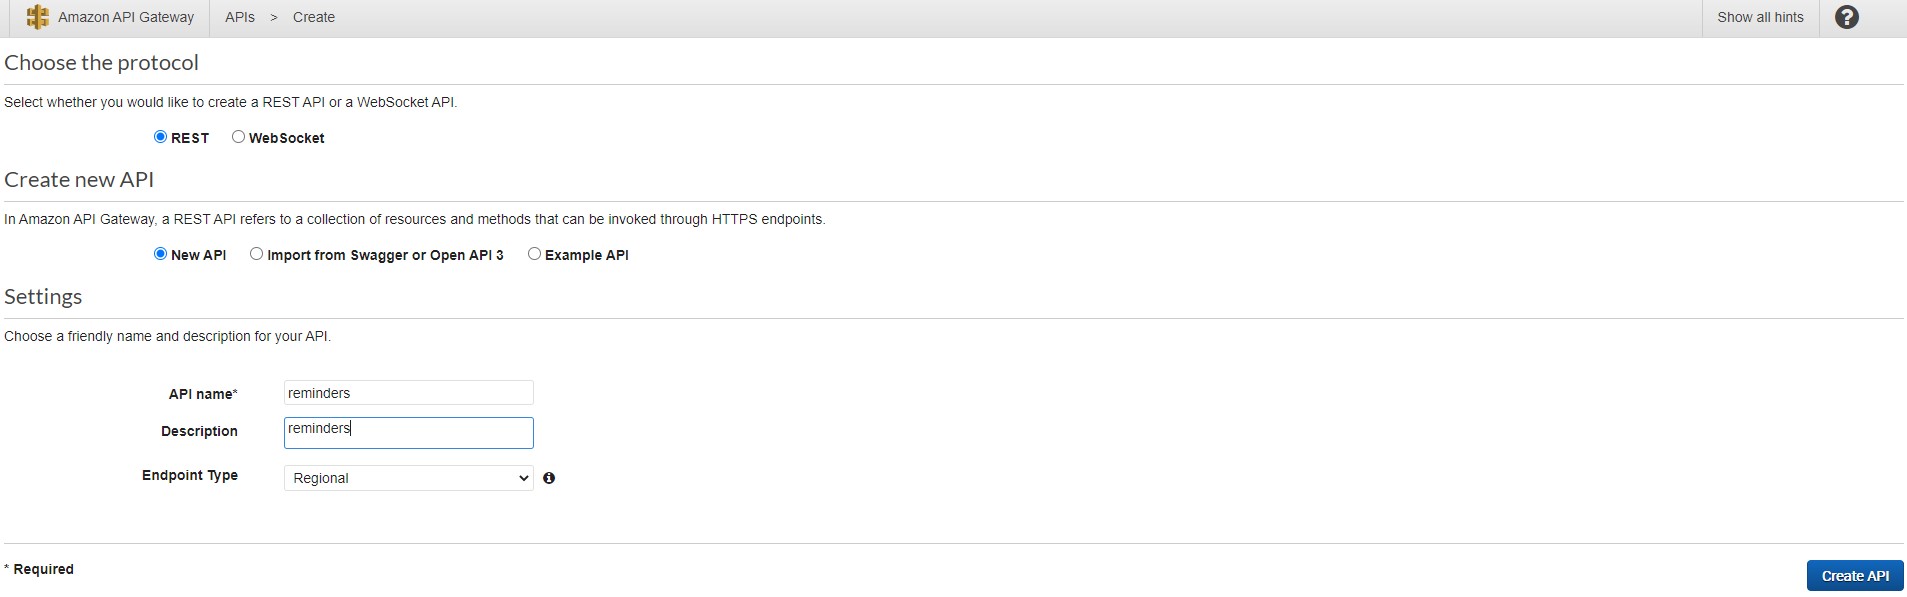 Amazon API Gateway APIs > Create Show all hints ?
Choose the protocol
Select whether you would like to create a REST API or a WebSocket API.
REST WebSocket
Create new API
In Amazon API Gateway, a REST API refers to a collection of resources and methods that can be invoked through HTTPS endpoints.
New API Import from Swagger or Open API 3 Example API
Settings
Choose a friendly name and description for your API.
API name* reminders
Description reminders
Endpoint Type Regional
* Required
Create API